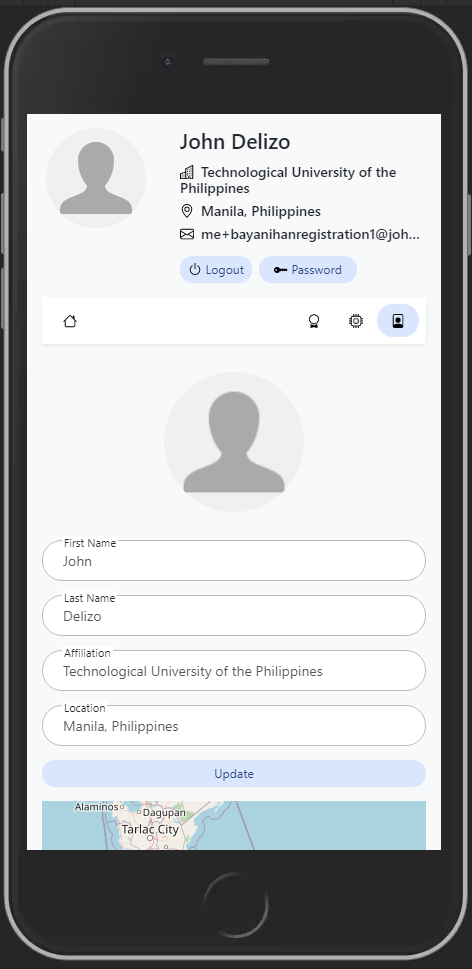 John Delizo
Technological University of the
Philippines
Manila, Philippines
me+bayanihanregistration1@joh...
Logout
Password
First Name
John
Last Name
Delizo
Affiliation
Technological University of the Philippines
Location
Manila, Philippines
Update
Alaminos
Dagupan
Tarlac City